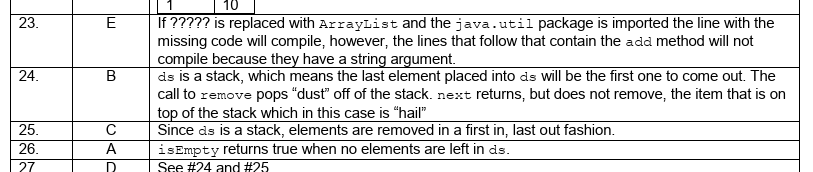 1 10
23. E If ????? is replaced with ArrayList and the java.util package is imported the line with the
missing code will compile, however, the lines that follow that contain the add method will not
compile because they have a string argument.
24. B ds is a stack, which means the last element placed into ds will be the first one to come out. The
call to remove pops “dust” off of the stack. next returns, but does not remove, the item that is on
top of the stack which in this case is “hail”
25. C Since ds is a stack, elements are removed in a first in, last out fashion.
26. A isEmpty returns true when no elements are left in ds.
27 D See #24 and #25